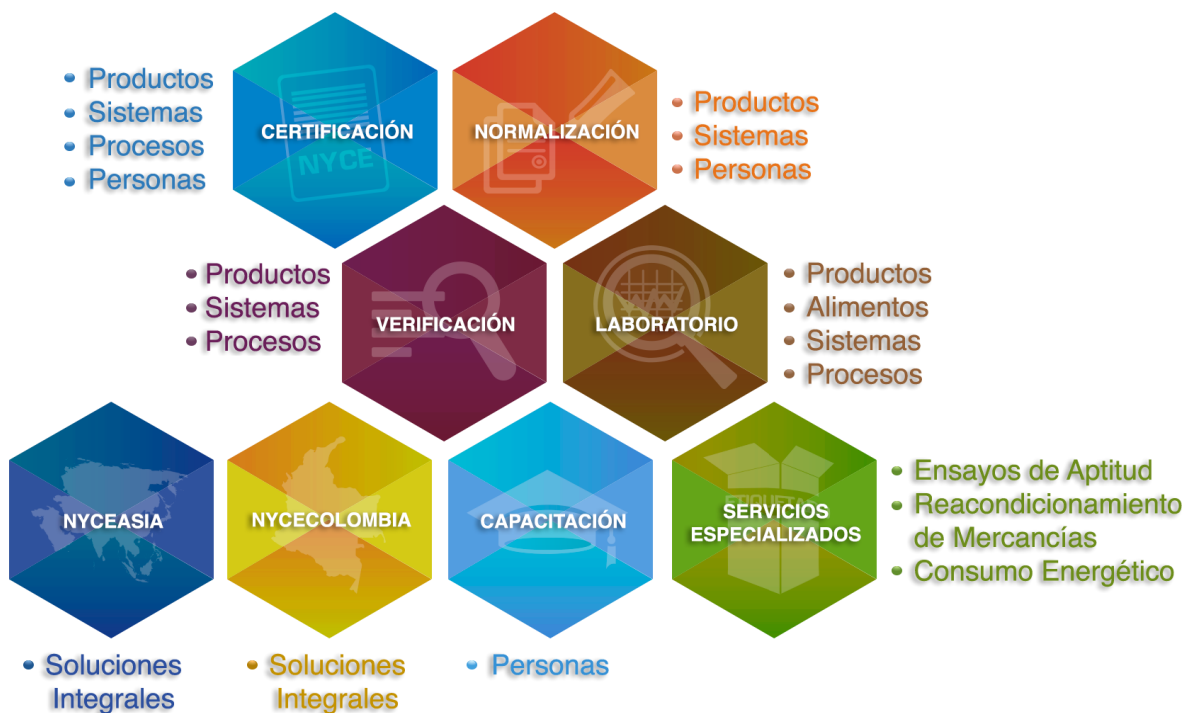 • Productos
• Sistemas
• Procesos
• Personas
CERTIFICACIÓN
NYCE
NORMALIZACIÓN
• Productos
• Sistemas
• Personas
• Productos
• Sistemas
• Procesos
VERIFICACIÓN
LABORATORIO
• Productos
• Alimentos
• Sistemas
• Procesos
NYCEASIA
• Soluciones
Integrales
NYCECOLOMBIA
• Soluciones
Integrales
CAPACITACIÓN
• Personas
ETIQUETAS
SERVICIOS
ESPECIALIZADOS
• Ensayos de Aptitud
• Reacondicionamiento
de Mercancías
• Consumo Energético